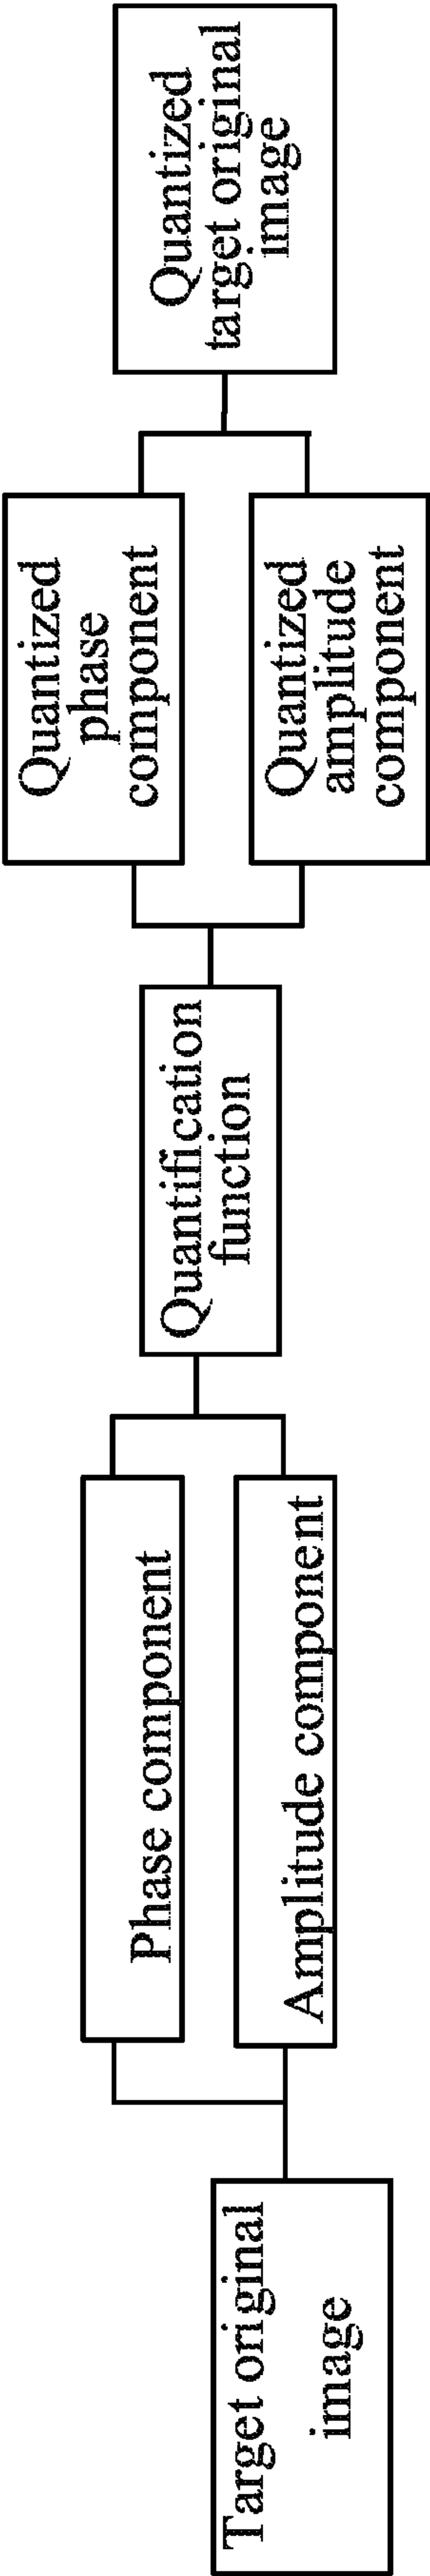 Target original
image
Phase component
Amplitude component
Quantification
function
Quantized
phase
component
Quantized
amplitude
component
Quantized
target original
image